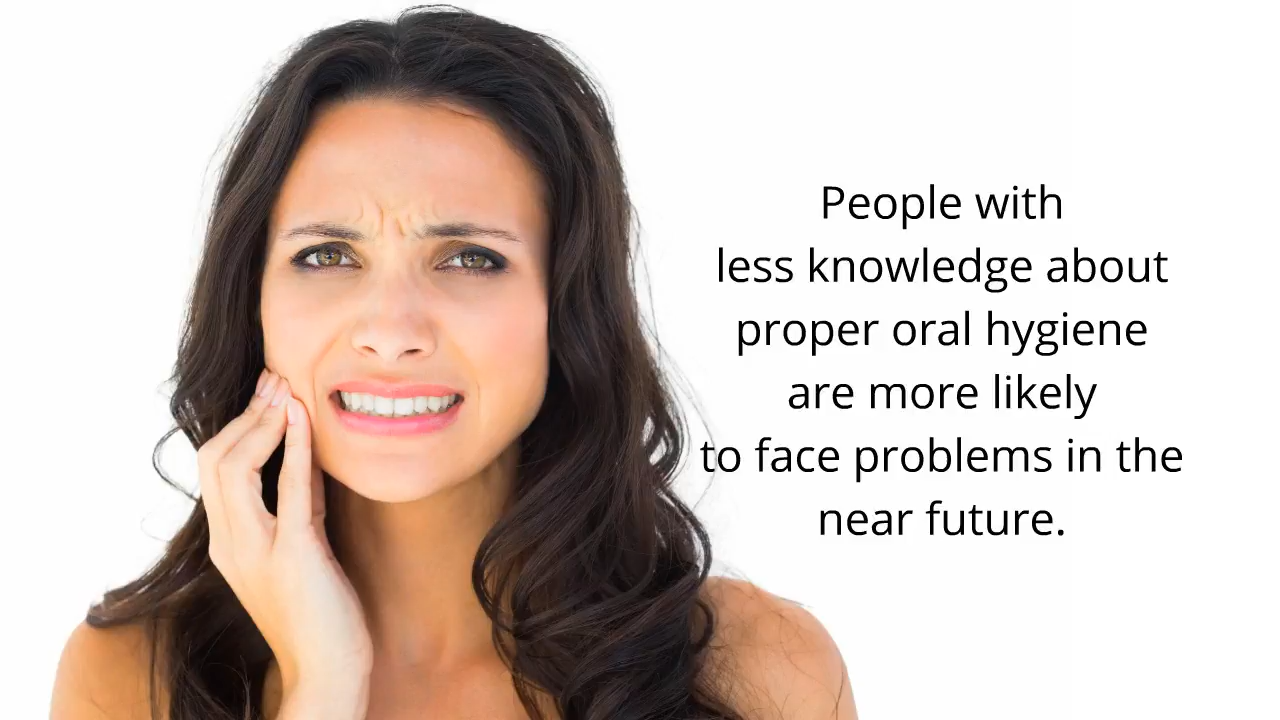 People with
less knowledge about
proper oral hygiene
are more likely
to face problems in the
near future.